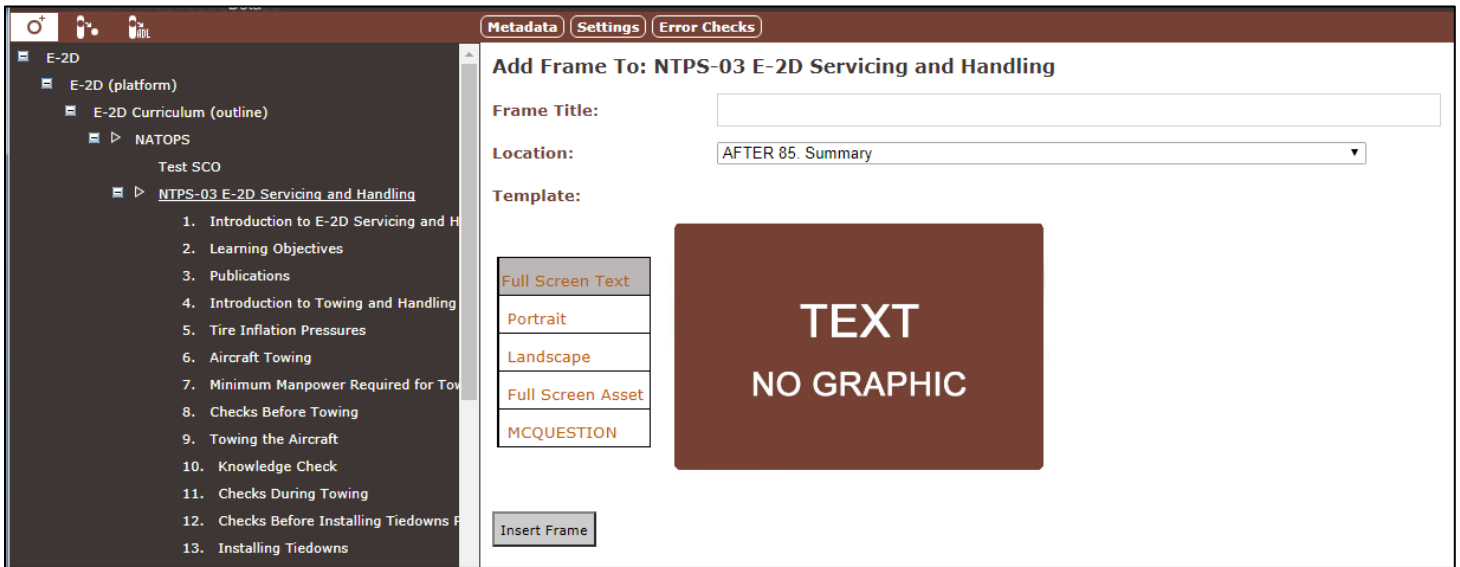 ADL
Metadata Settings Error Checks
E-2D
E-2D (platform)
E-2D Curriculum (outline)
NATOPS
Test SCO
NTPS-03 E-2D Servicing and Handling
1. Introduction to E-2D Servicing and H
2. Learning Objectives
3. Publications
4. Introduction to Towing and Handling
5. Tire Inflation Pressures
6. Aircraft Towing
7. Minimum Manpower Required for Tow
8. Checks Before Towing
9. Towing the Aircraft
10. Knowledge Check
11. Checks During Towing
12. Checks Before Installing Tiedowns
13. Installing Tiedowns
Add Frame To: NTPS-03 E-2D Servicing and Handling
Frame Title:
Location: AFTER 85. Summary
Template:
Full Screen Text
Portrait
Landscape
Full Screen Asset
MCQUESTION
TEXT
NO GRAPHIC
Insert Frame